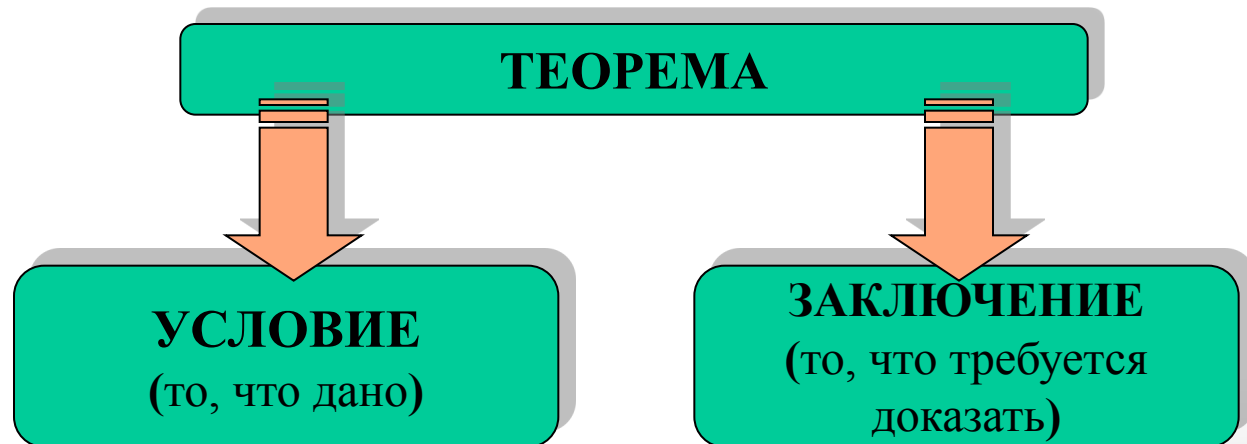 ТЕОРЕМА
УСЛОВИЕ
(то, что дано)
ЗАКЛЮЧЕНИЕ
(то, что требуется
доказать)